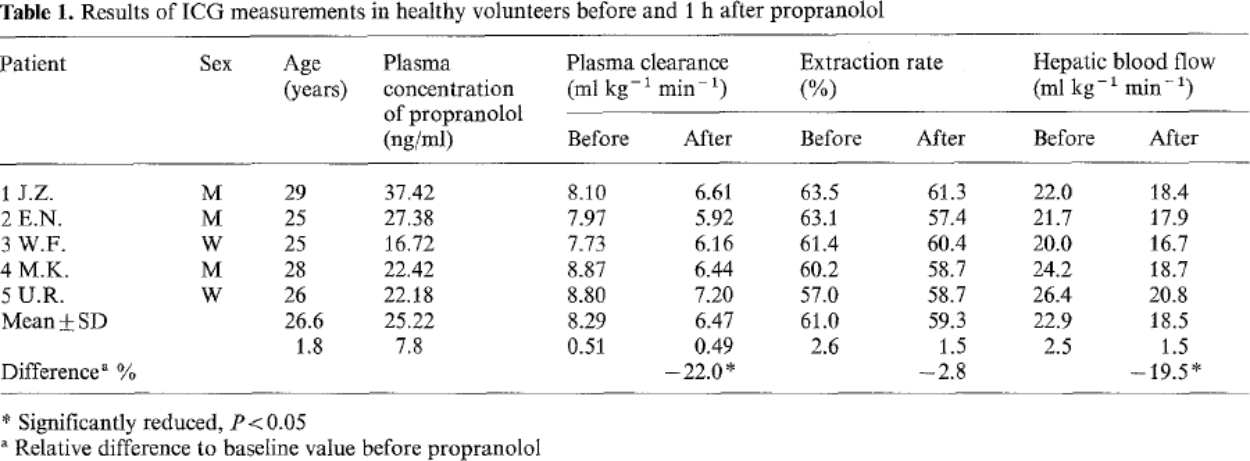 Table 1. Results of ICG measurements in healthy volunteers before and 1 h after propranolol
Patient Sex Age Plasma Plasma clearance Extraction rate Hepatic blood flow
(years) concentration (ml kg⁻¹ min⁻¹) (%) (ml kg⁻¹ min⁻¹)
of propranolol
(ng/ml) Before After Before After Before After
1 J.Z. M 29 37.42 8.10 6.61 63.5 61.3 22.0 18.4
2 E.N. M 25 27.38 7.97 5.92 63.1 57.4 21.7 17.9
3 W.F. W 25 16.72 7.73 6.16 61.4 60.4 20.0 16.7
4 M.K. M 28 22.42 8.87 6.44 60.2 58.7 24.2 18.7
5 U.R. W 26 22.18 8.80 7.20 57.0 58.7 26.4 20.8
Mean ± SD 26.6 25.22 8.29 6.47 61.0 59.3 22.9 18.5
1.8 7.8 0.51 0.49 2.6 1.5 2.5 1.5
Differenceᵃ % −22.0* −2.8 −19.5*
* Significantly reduced, P<0.05
ᵃ Relative difference to baseline value before propranolol